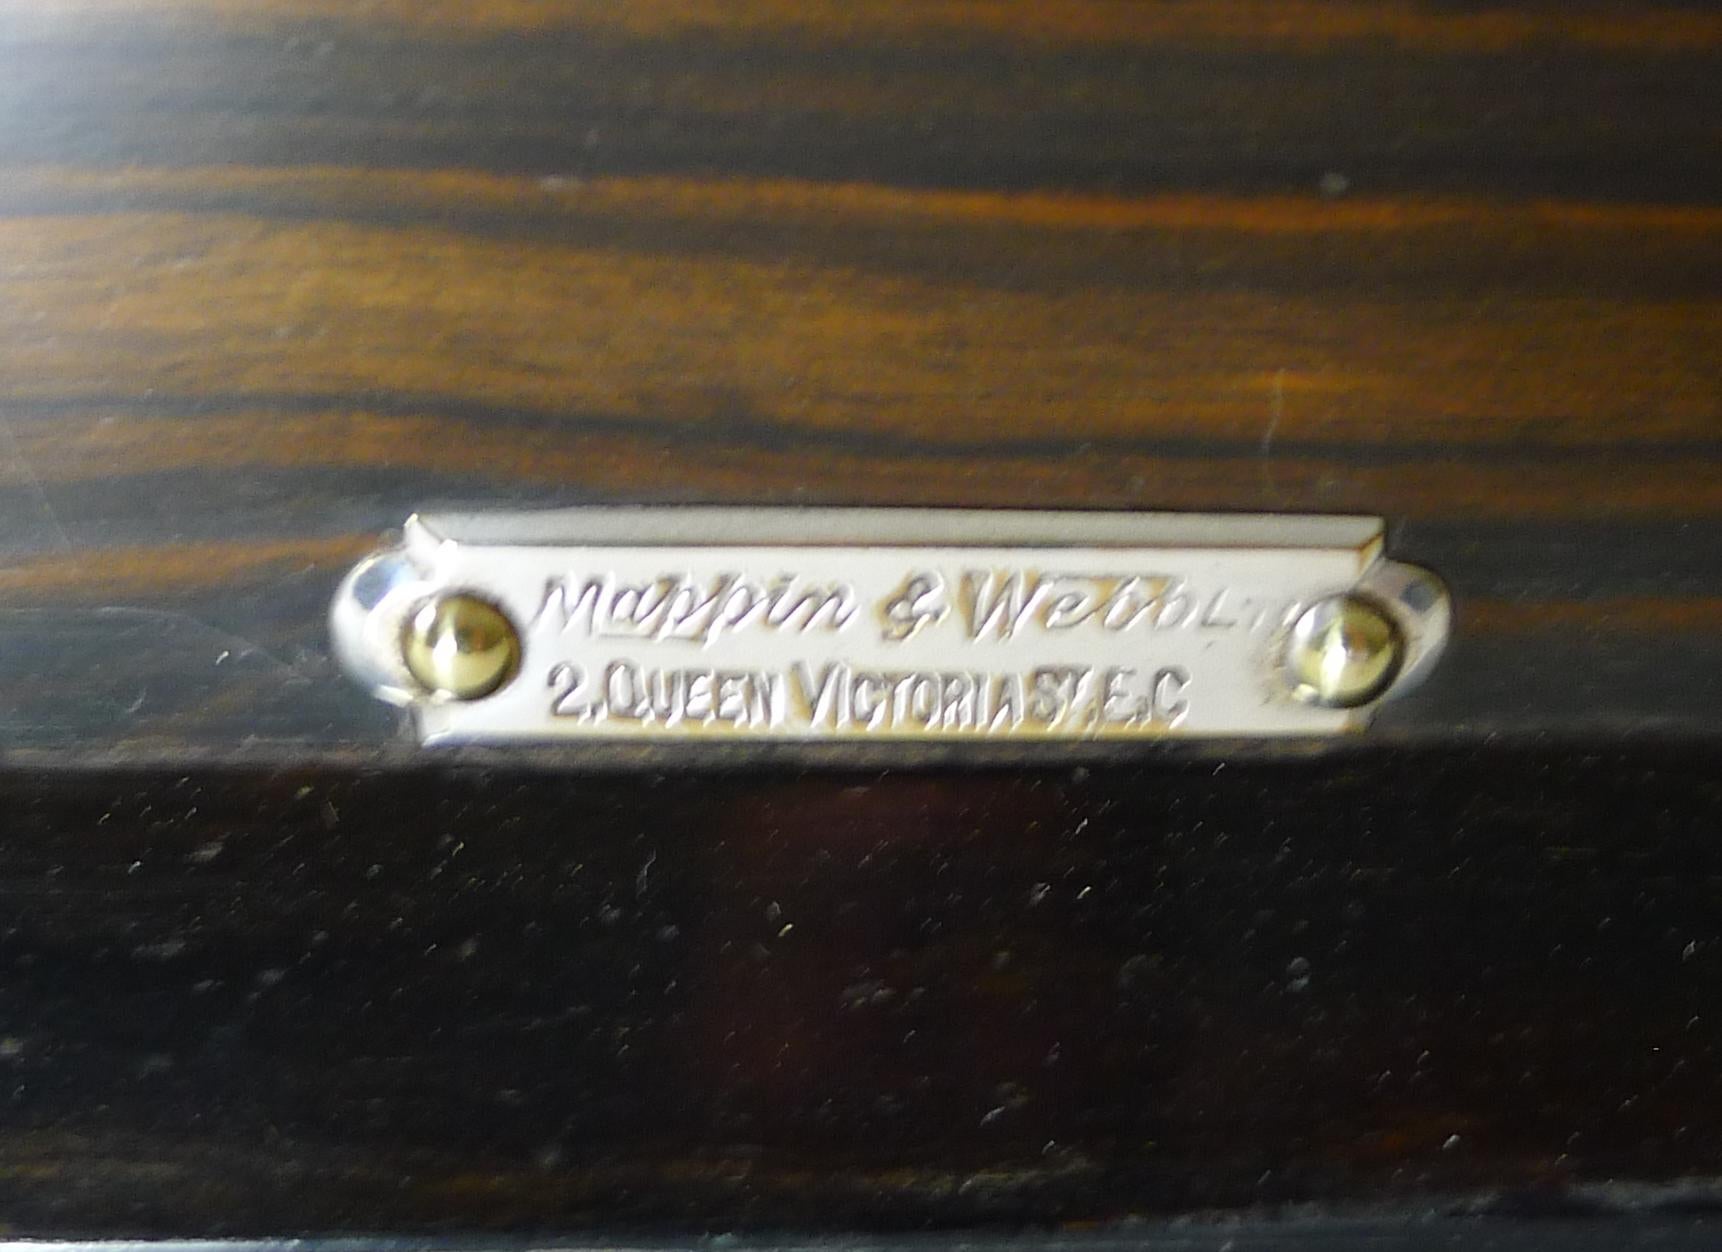 Mappin & Webb Lᵀᴰ
2, QUEEN VICTORIA ST, E.C